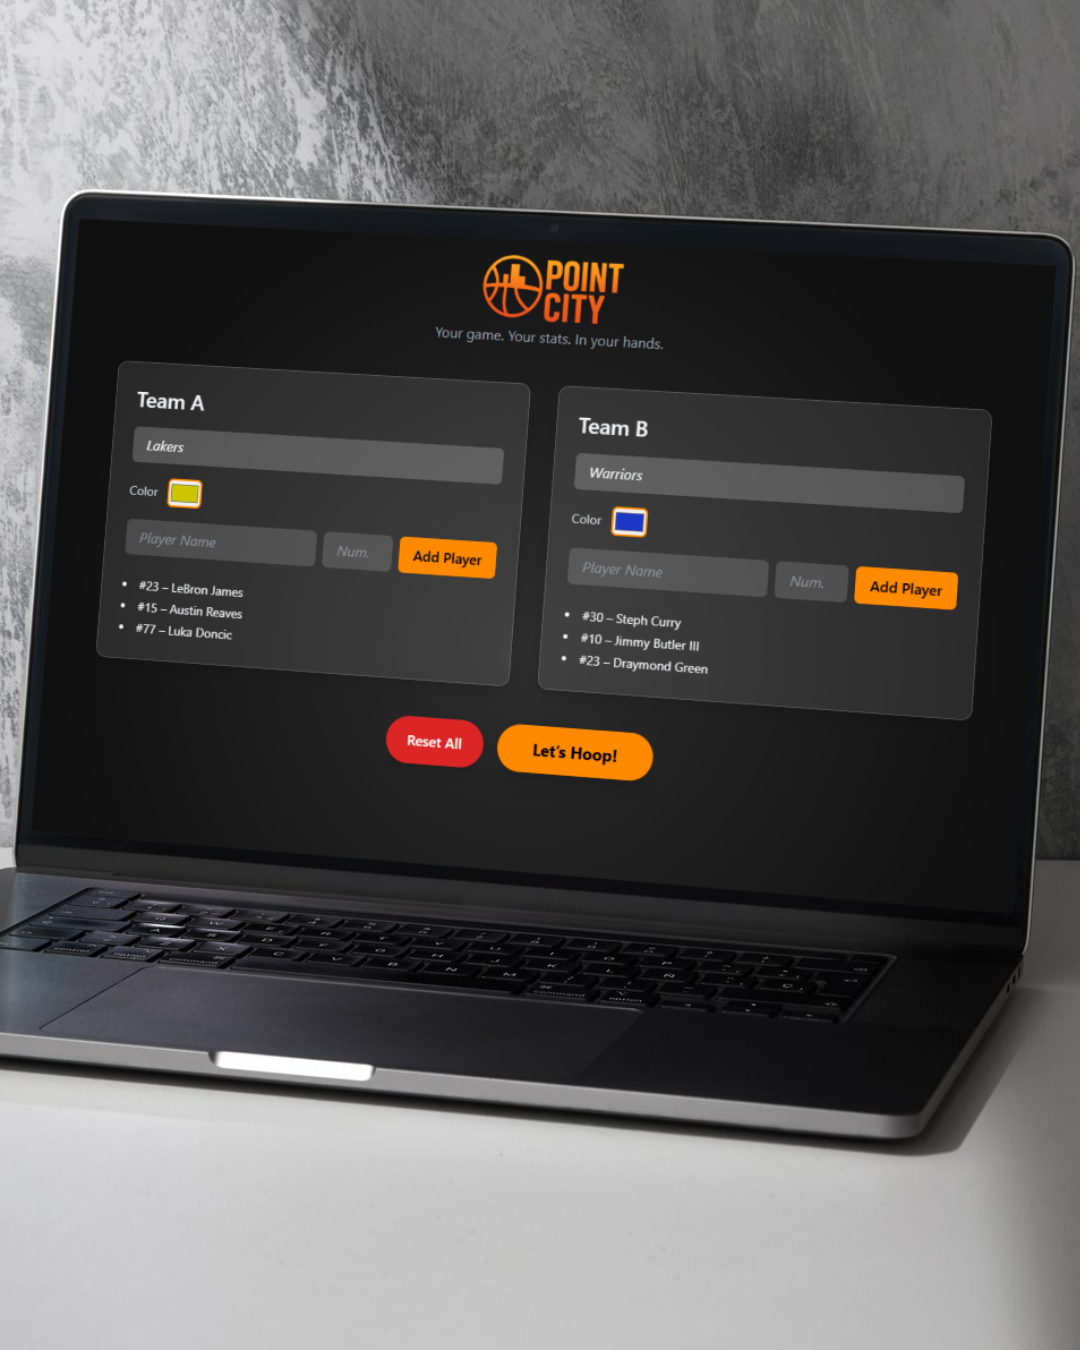 POINT
CITY
Your game. Your stats. In your hands.
Team A
Lakers
Color
Player Name
Num.
Add Player
#23 – LeBron James
#15 – Austin Reaves
#77 – Luka Doncic
Team B
Warriors
Color
Player Name
Num.
Add Player
#30 – Steph Curry
#10 – Jimmy Butler III
#23 – Draymond Green
Reset All
Let's Hoop!